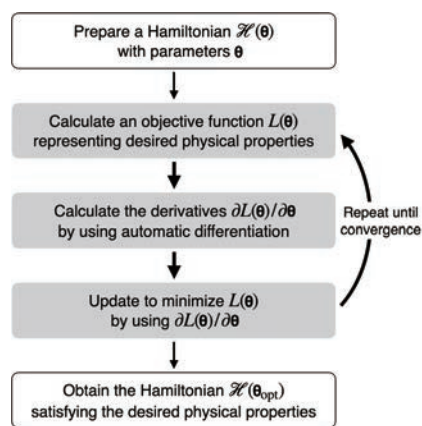 Prepare a Hamiltonian ℋ(θ)
with parameters θ
Calculate an objective function L(θ)
representing desired physical properties
Calculate the derivatives ∂L(θ)/∂θ
by using automatic differentiation
Repeat until
convergence
Update to minimize L(θ)
by using ∂L(θ)/∂θ
Obtain the Hamiltonian ℋ(θopt)
satisfying the desired physical properties